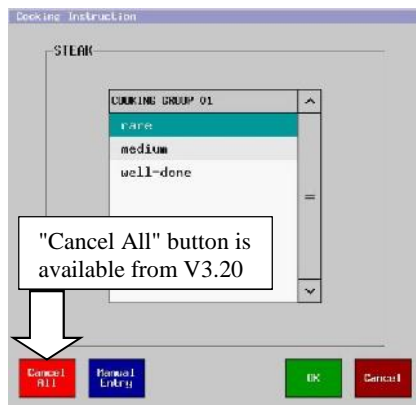 Cooking Instruction
STEAK
COOKING GROUP 01
rare
medium
well-done
"Cancel All" button is
available from V3.20
Cancel
All
Manual
Entry
OK
Cancel